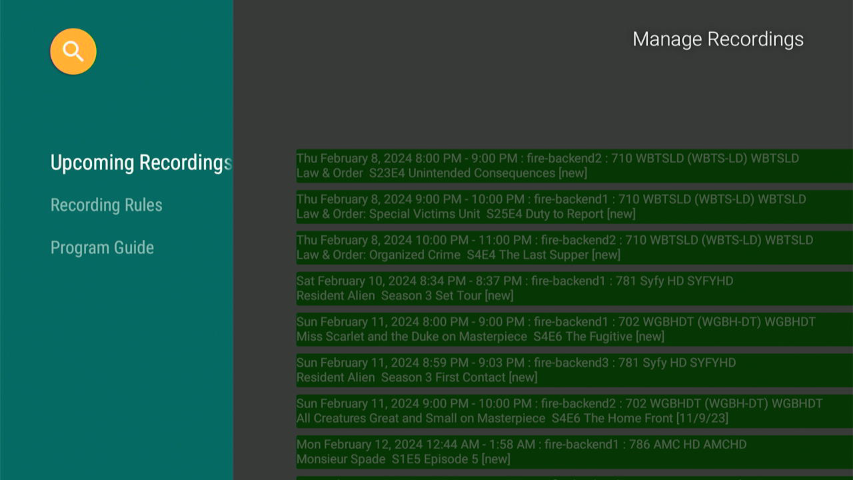 Manage Recordings
Upcoming Recordings
Recording Rules
Program Guide
Thu February 8, 2024 8:00 PM - 9:00 PM : fire-backend2 : 710 WBTSLD (WBTS-LD) WBTSLD
Law & Order  S23E4 Unintended Consequences [new]
Thu February 8, 2024 9:00 PM - 10:00 PM : fire-backend1 : 710 WBTSLD (WBTS-LD) WBTSLD
Law & Order: Special Victims Unit  S25E4 Duty to Report [new]
Thu February 8, 2024 10:00 PM - 11:00 PM : fire-backend2 : 710 WBTSLD (WBTS-LD) WBTSLD
Law & Order: Organized Crime  S4E4 The Last Supper [new]
Sat February 10, 2024 8:34 PM - 8:37 PM : fire-backend1 : 781 Syfy HD SYFYHD
Resident Alien  Season 3 Set Tour [new]
Sun February 11, 2024 8:00 PM - 9:00 PM : fire-backend1 : 702 WGBHDT (WGBH-DT) WGBHDT
Miss Scarlet and the Duke on Masterpiece  S4E6 The Fugitive [new]
Sun February 11, 2024 8:59 PM - 9:03 PM : fire-backend3 : 781 Syfy HD SYFYHD
Resident Alien  Season 3 First Contact [new]
Sun February 11, 2024 9:00 PM - 10:00 PM : fire-backend2 : 702 WGBHDT (WGBH-DT) WGBHDT
All Creatures Great and Small on Masterpiece  S4E6 The Home Front [11/9/23]
Mon February 12, 2024 12:44 AM - 1:58 AM : fire-backend1 : 786 AMC HD AMCHD
Monsieur Spade  S1E5 Episode 5 [new]